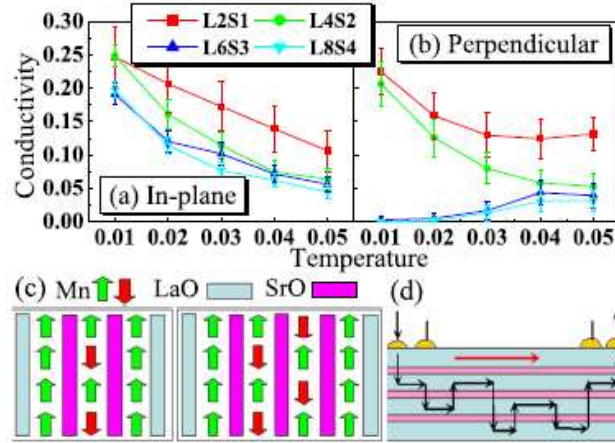 L2S1 L4S2
L6S3 L8S4
(b) Perpendicular
Conductivity
0.30
0.25
0.20
0.15
0.10
0.05
0.00
(a) In-plane
0.01 0.02 0.03 0.04 0.05 0.01 0.02 0.03 0.04 0.05
Temperature
(c) Mn LaO SrO (d)